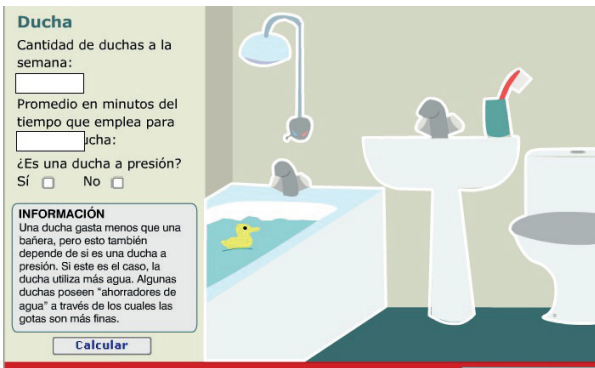 Ducha
Cantidad de duchas a la
semana:
Promedio en minutos del
tiempo que emplea para
ucha:
¿Es una ducha a presión?
Sí No
INFORMACIÓN
Una ducha gasta menos que una
bañera, pero esto también
depende de si es una ducha a
presión. Si este es el caso, la
ducha utiliza más agua. Algunas
duchas poseen “ahorradores de
agua” a través de los cuales las
gotas son más finas.
Calcular